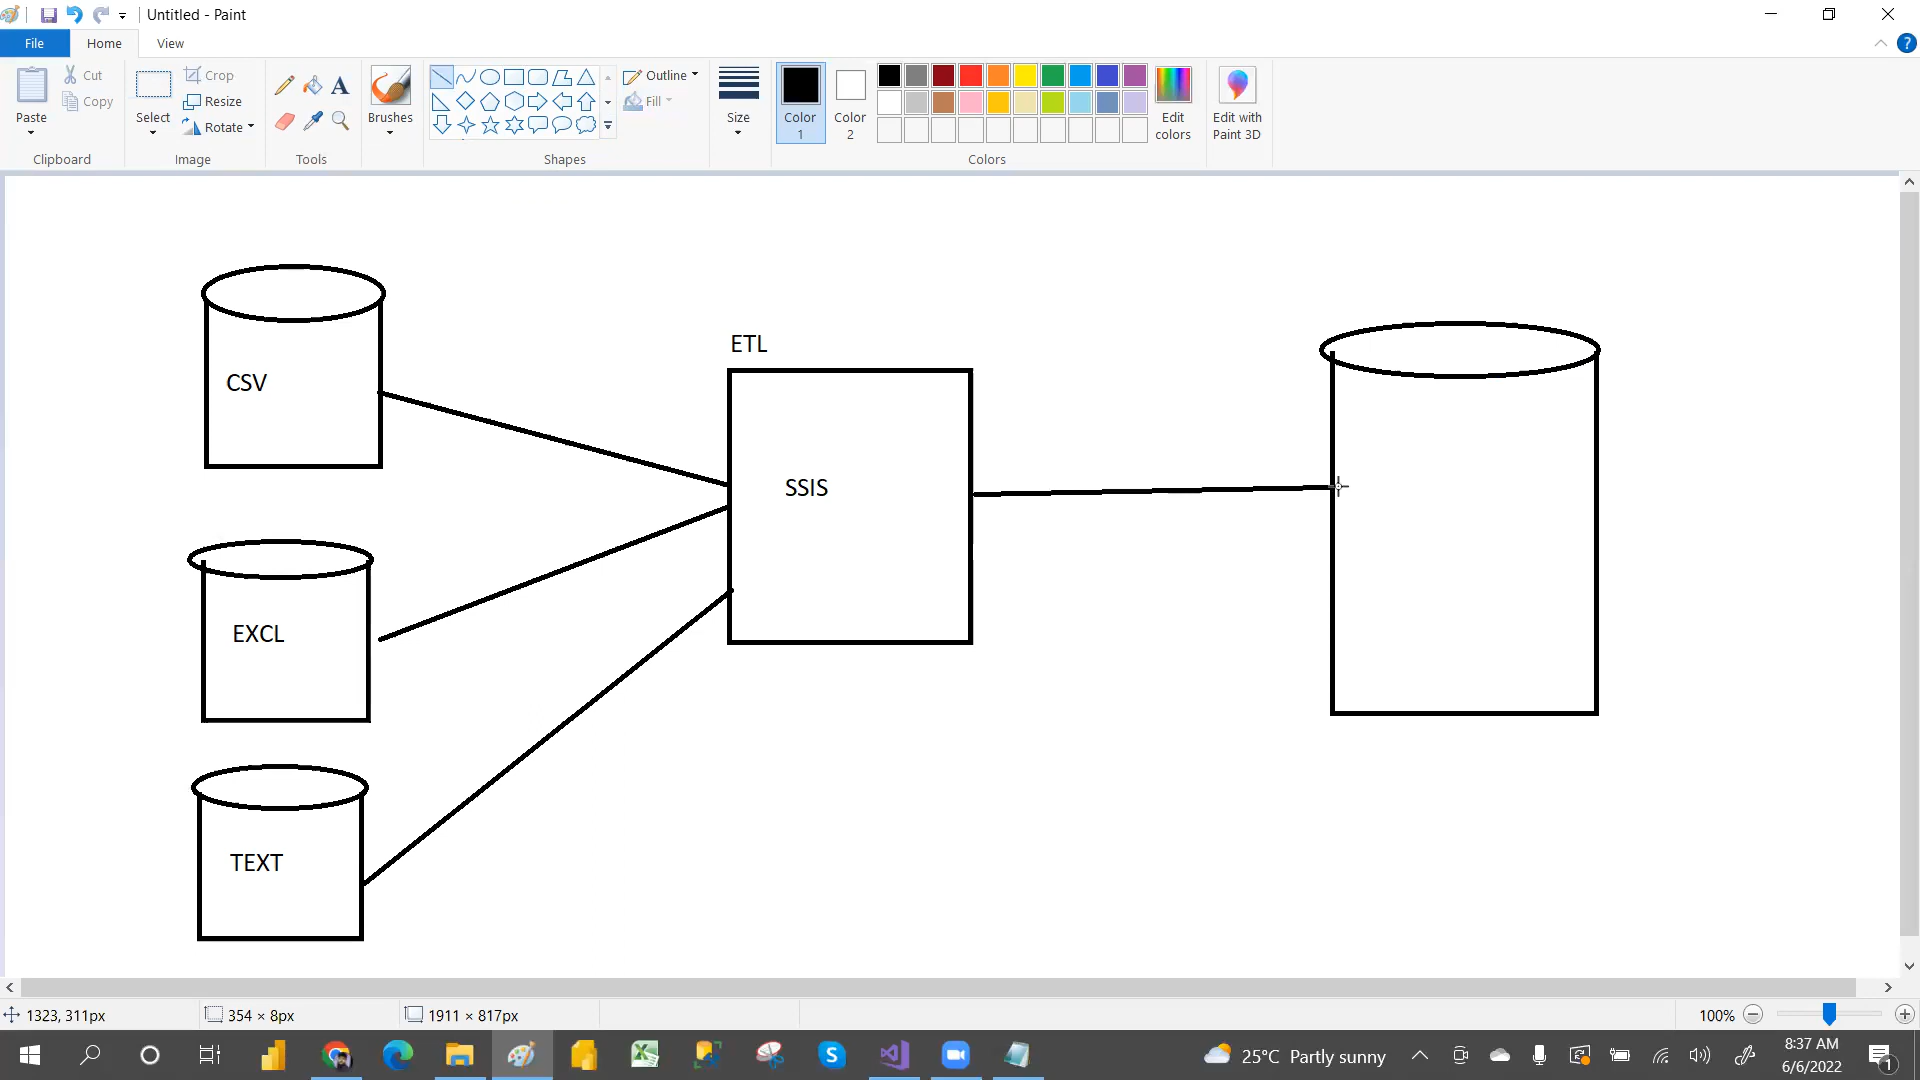 Untitled - Paint
File Home View
Paste
Cut
Copy
Clipboard
Select
Crop
Resize
Rotate
Image
Tools
Brushes
Shapes
Outline
Fill
Size
Color 1
Color 2
Colors
Edit colors
Edit with Paint 3D
CSV
ETL
SSIS
EXCL
TEXT
1323, 311px
354 × 8px
1911 × 817px
100%
25°C Partly sunny
8:37 AM
6/6/2022
1